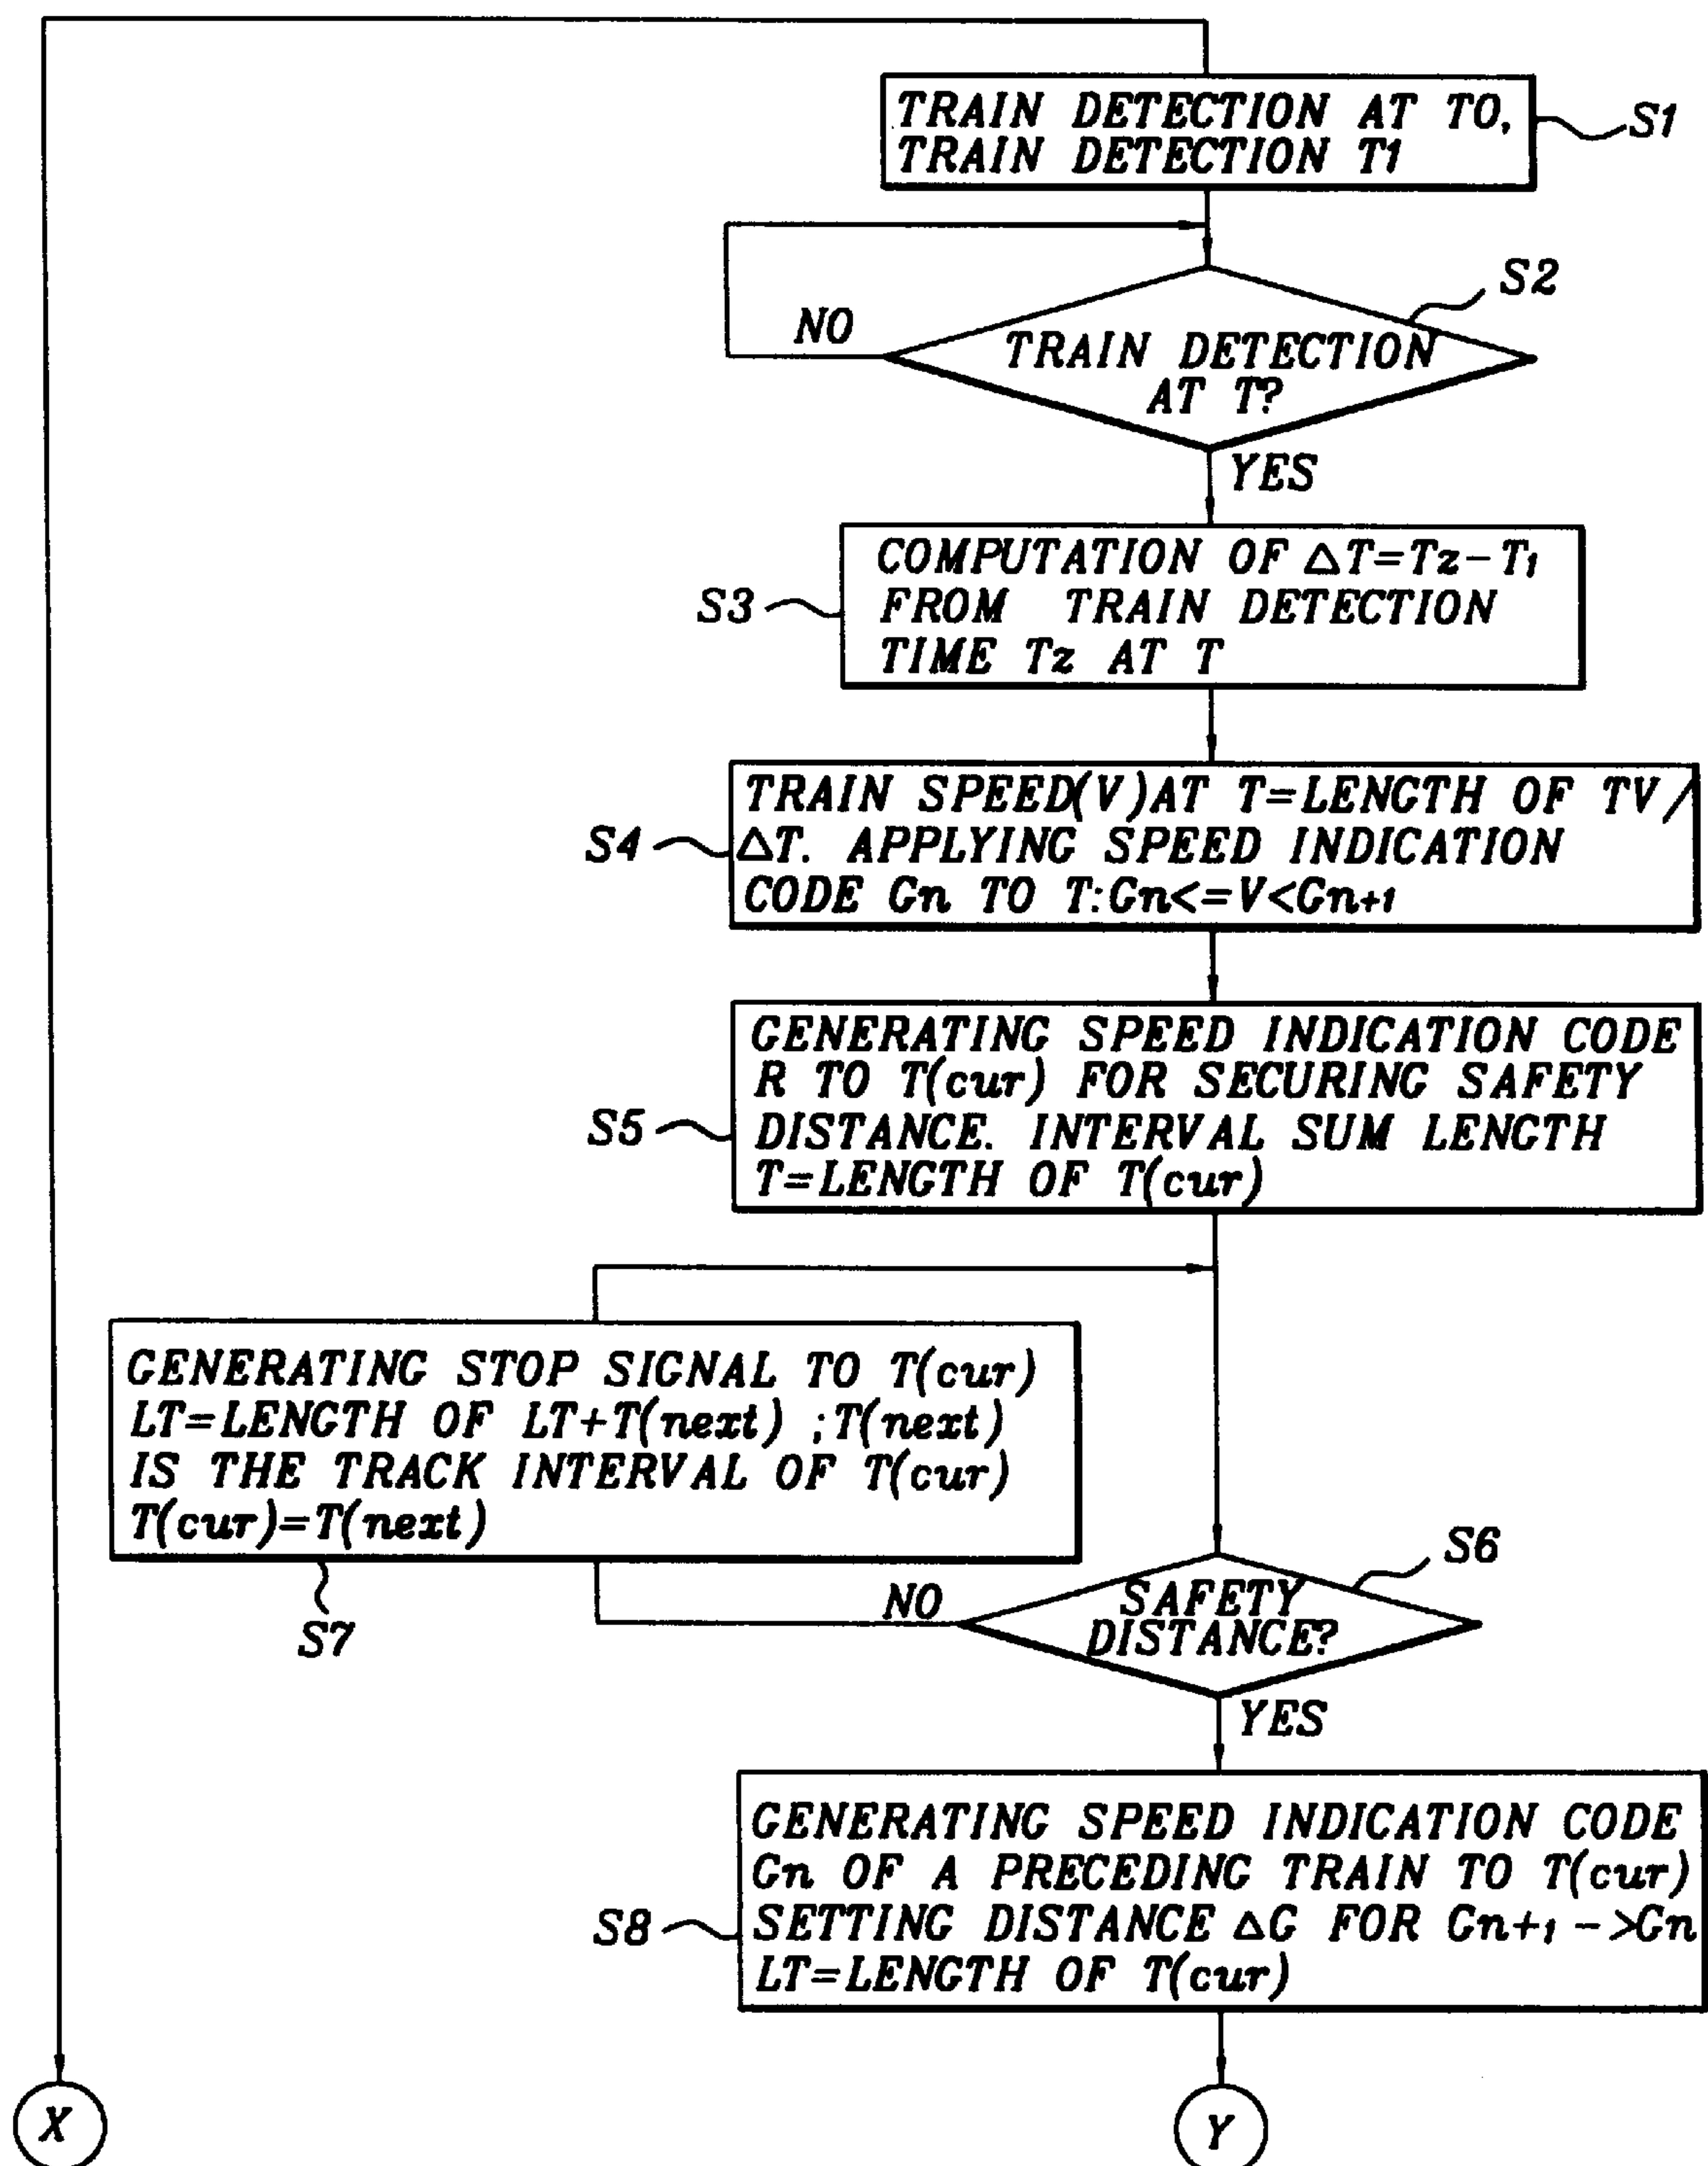 TRAIN DETECTION AT TO,
TRAIN DETECTION T1
S1
S2
NO
TRAIN DETECTION
AT T?
YES
COMPUTATION OF △T=Tz-T1
FROM TRAIN DETECTION
TIME Tz AT T
S3
TRAIN SPEED(V)AT T=LENGTH OF TV/
△T. APPLYING SPEED INDICATION
CODE Gn TO T:Gn<=V<Gn+1
S4
GENERATING SPEED INDICATION CODE
R TO T(cur) FOR SECURING SAFETY
DISTANCE. INTERVAL SUM LENGTH
T=LENGTH OF T(cur)
S5
GENERATING STOP SIGNAL TO T(cur)
LT=LENGTH OF LT+T(next) ;T(next)
IS THE TRACK INTERVAL OF T(cur)
T(cur)=T(next)
S7
S6
NO
SAFETY
DISTANCE?
YES
GENERATING SPEED INDICATION CODE
Gn OF A PRECEDING TRAIN TO T(cur)
SETTING DISTANCE △G FOR Gn+1 ->Gn
LT=LENGTH OF T(cur)
S8
X
Y